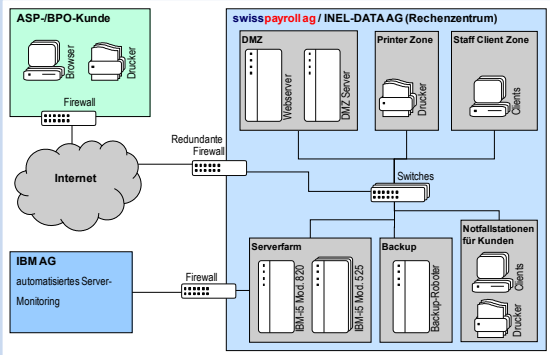 ASP-/BPO-Kunde
Browser
Drucker
Firewall
Internet
IBM AG
automatisiertes Server-
Monitoring
Firewall
Redundante
Firewall
swisspayroll ag / INEL-DATA AG (Rechenzentrum)
DMZ
Webserver
DMZ Server
Printer Zone
Drucker
Staff Client Zone
Clients
Switches
Serverfarm
IBM-i5 Mod. 820
IBM-i5 Mod. 525
Backup
Backup-Roboter
Notfallstationen
für Kunden
Clients
Drucker